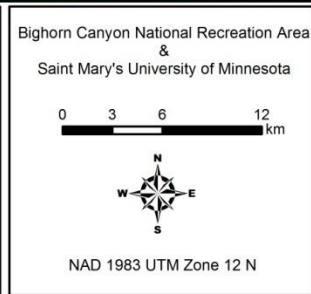 Bighorn Canyon National Recreation Area
&
Saint Mary's University of Minnesota
0 3 6 12
km
N
W E
S
NAD 1983 UTM Zone 12 N